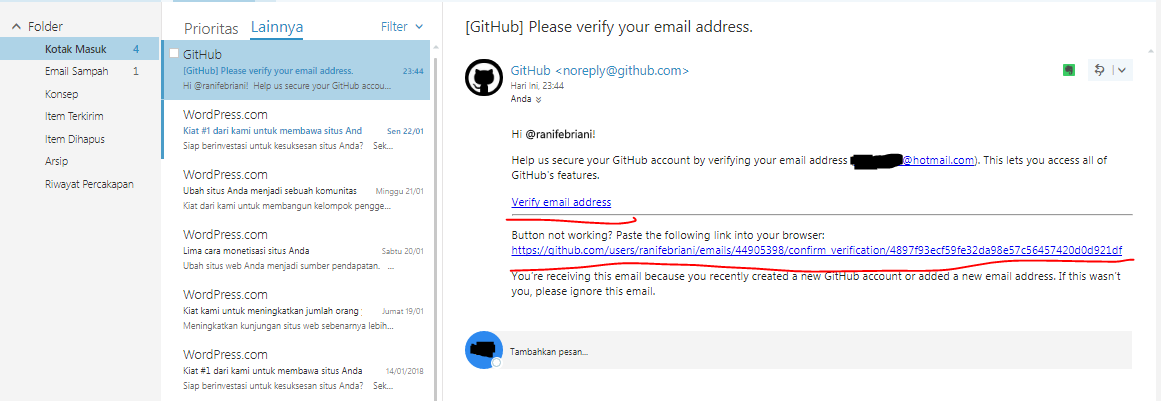 Folder
Kotak Masuk 4
Email Sampah 1
Konsep
Item Terkirim
Item Dihapus
Arsip
Riwayat Percakapan
Prioritas Lainnya Filter
GitHub
[GitHub] Please verify your email address. 23:44
Hi @ranifebriani! Help us secure your GitHub accou...
WordPress.com
Kiat #1 dari kami untuk membawa situs And Sen 22/01
Siap berinvestasi untuk kesuksesan situs Anda? Sek...
WordPress.com
Ubah situs Anda menjadi sebuah komunitas Minggu 21/01
Kiat dari kami untuk membangun kelompok pengge...
WordPress.com
Lima cara monetisasi situs Anda Sabtu 20/01
Ubah situs web Anda menjadi sumber pendapatan. ...
WordPress.com
Kiat kami untuk meningkatkan jumlah orang Jumat 19/01
Meningkatkan kunjungan situs web sebenarnya lebih...
WordPress.com
Kiat #1 dari kami untuk membawa situs Anda 14/01/2018
Siap berinvestasi untuk kesuksesan situs Anda? Sek...
[GitHub] Please verify your email address.
GitHub <noreply@github.com>
Hari Ini, 23:44
Anda
Hi @ranifebriani!
Help us secure your GitHub account by verifying your email address @hotmail.com). This lets you access all of
GitHub's features.
Verify email address
Button not working? Paste the following link into your browser:
https://github.com/users/ranifebriani/emails/44905398/confirm_verification/4897f93ecf59fe32da98e57c56457420d0d921df
You're receiving this email because you recently created a new GitHub account or added a new email address. If this wasn't
you, please ignore this email.
Tambahkan pesan...